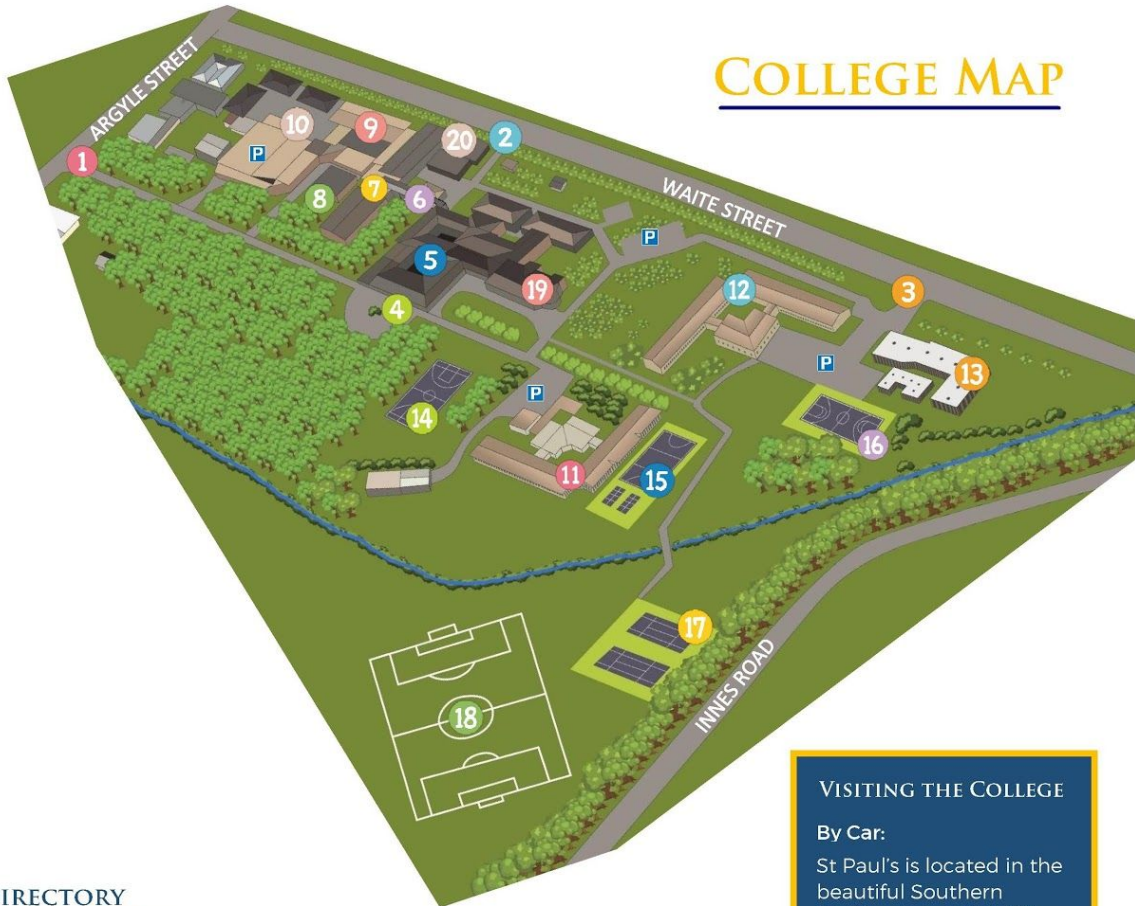 COLLEGE MAP
ARGYLE STREET
WAITE STREET
INNES ROAD
1
2
3
4
5
6
7
8
9
10
11
12
13
14
15
16
17
18
19
20
P
P
P
P
VISITING THE COLLEGE
By Car:
St Paul's is located in the
beautiful Southern
IRECTORY